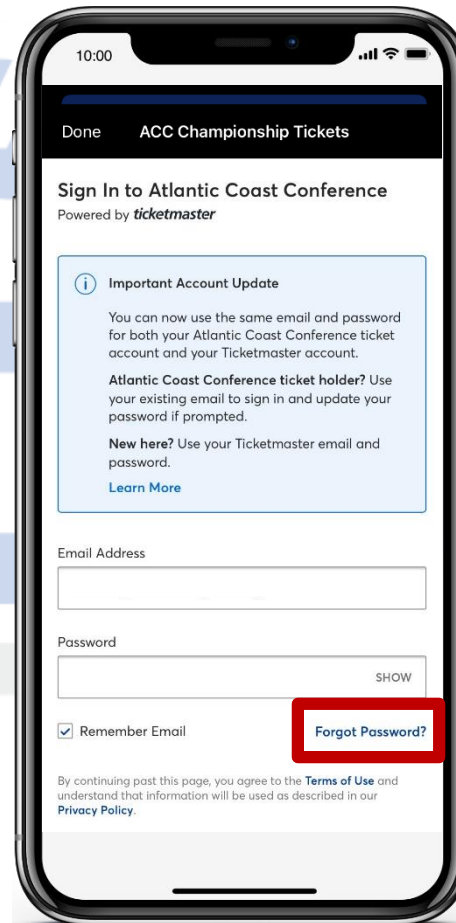 10:00
Done ACC Championship Tickets
Sign In to Atlantic Coast Conference
Powered by ticketmaster
Important Account Update
You can now use the same email and password
for both your Atlantic Coast Conference ticket
account and your Ticketmaster account.
Atlantic Coast Conference ticket holder? Use
your existing email to sign in and update your
password if prompted.
New here? Use your Ticketmaster email and
password.
Learn More
Email Address
Password
SHOW
Remember Email Forgot Password?
By continuing past this page, you agree to the Terms of Use and
understand that information will be used as described in our
Privacy Policy.